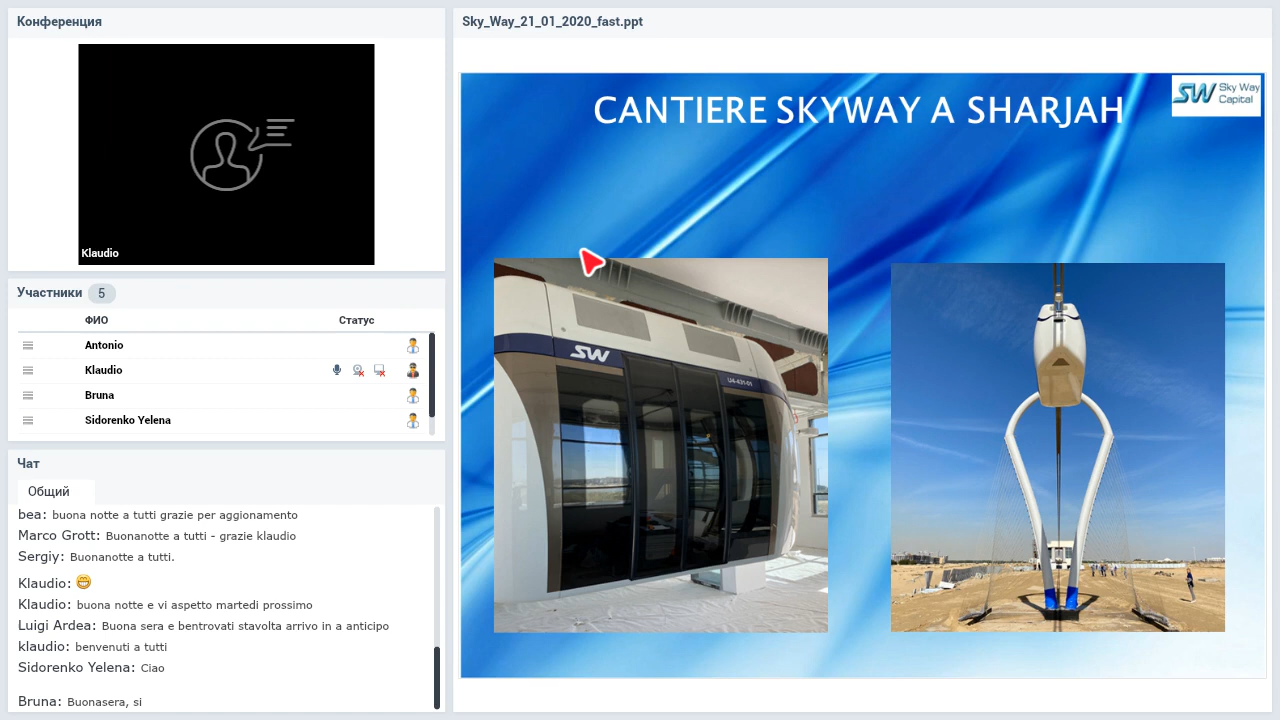 Конференция
Klaudio
Участники 5
ФИО Статус
Antonio
Klaudio
Bruna
Sidorenko Yelena
Чат
Общий
bea: buona notte a tutti grazie per aggionamento
Marco Grott: Buonanotte a tutti - grazie klaudio
Sergiy: Buonanotte a tutti.
Klaudio:
Klaudio: buona notte e vi aspetto martedi prossimo
Luigi Ardea: Buona sera e bentrovati stavolta arrivo in a anticipo
klaudio: benvenuti a tutti
Sidorenko Yelena: Ciao
Bruna: Buonasera, si
Sky_Way_21_01_2020_fast.ppt
CANTIERE SKYWAY A SHARJAH
SW Sky Way
Capital
SW
U4-431-01